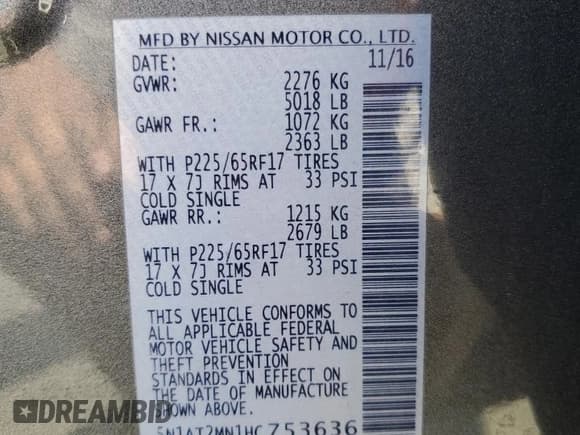 MFD BY NISSAN MOTOR CO., LTD.
DATE: 11/16
GVWR: 2276 KG
5018 LB
GAWR FR.: 1072 KG
2363 LB
WITH P225/65RF17 TIRES
17 X 7J RIMS AT 33 PSI
COLD SINGLE
GAWR RR.: 1215 KG
2679 LB
WITH P225/65RF17 TIRES
17 X 7J RIMS AT 33 PSI
COLD SINGLE
THIS VEHICLE CONFORMS TO
ALL APPLICABLE FEDERAL
MOTOR VEHICLE SAFETY AND
THEFT PREVENTION
STANDARDS IN EFFECT ON
THE DATE OF MANUFACTURE
SHOWN ABOVE.
5N1AT2MN1HC753636
DREAMBID